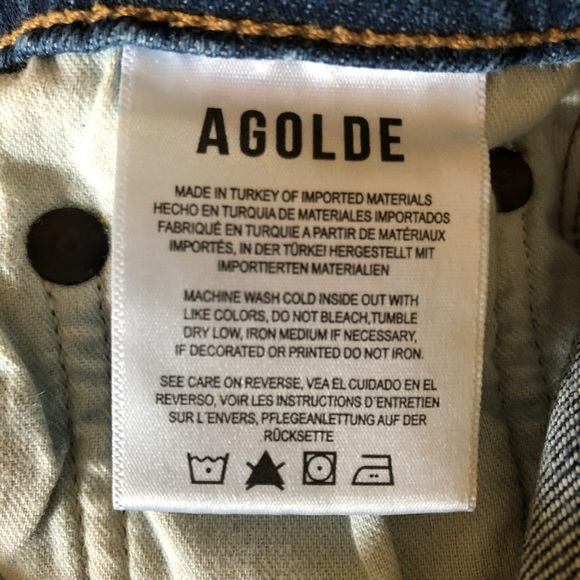 AGOLDE
MADE IN TURKEY OF IMPORTED MATERIALS
HECHO EN TURQUIA DE MATERIALES IMPORTADOS
FABRIQUÉ EN TURQUIE A PARTIR DE MATÉRIAUX
IMPORTÉS, IN DER TÜRKEI HERGESTELLT MIT
IMPORTIERTEN MATERIALIEN
MACHINE WASH COLD INSIDE OUT WITH
LIKE COLORS, DO NOT BLEACH,TUMBLE
DRY LOW, IRON MEDIUM IF NECESSARY,
IF DECORATED OR PRINTED DO NOT IRON.
SEE CARE ON REVERSE, VEA EL CUIDADO EN EL
REVERSO, VOIR LES INSTRUCTIONS D´ENTRETIEN
SUR L´ENVERS, PFLEGEANLETTUNG AUF DER
RÜCKSETTE